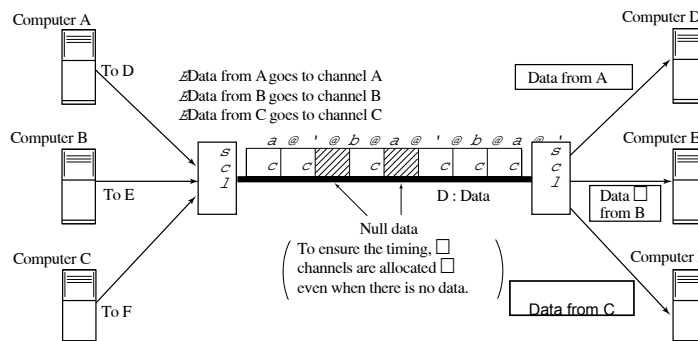 Computer A
Computer D
To D
Data from A goes to channel A
Data from B goes to channel B
Data from C goes to channel C
Data from A
Computer B
Computer E
a @ ' @ b @ a @ ' @ b @ a @ '
s
c
l
c c c c c c
s
c
l
D : Data
To E
Data
from B
Null data
To ensure the timing,
channels are allocated
even when there is no data.
Computer C
Computer
To F
Data from C